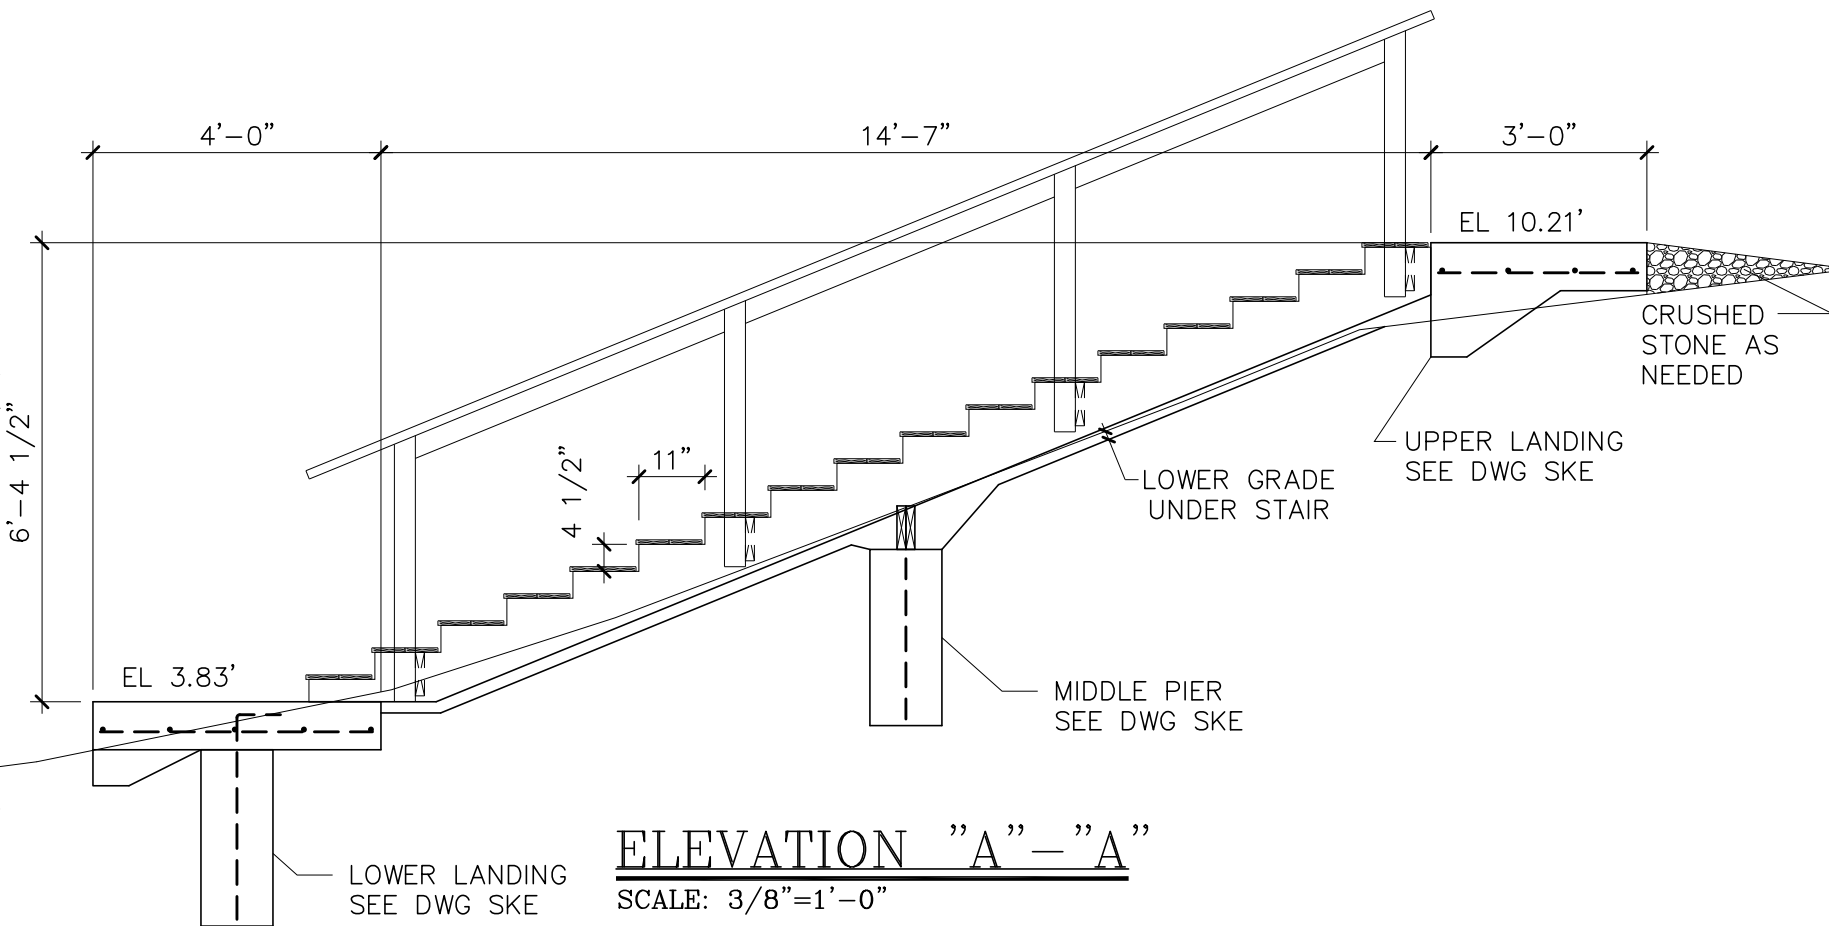 4'-0"
14'-7"
3'-0"
EL 10.21'
CRUSHED
STONE AS
NEEDED
6'-4 1/2"
4 1/2"
11"
UPPER LANDING
SEE DWG SKE
LOWER GRADE
UNDER STAIR
EL 3.83'
MIDDLE PIER
SEE DWG SKE
LOWER LANDING
SEE DWG SKE
ELEVATION "A"-"A"
SCALE: 3/8"=1'-0"